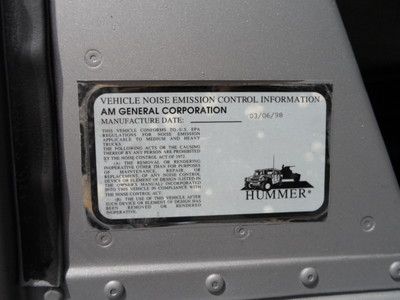 VEHICLE NOISE EMISSION CONTROL INFORMATION
AM GENERAL CORPORATION
MANUFACTURE DATE: 03/06/98
THIS VEHICLE CONFORMS TO U.S. EPA
REGULATIONS FOR NOISE EMISSION
APPLICABLE TO MEDIUM AND HEAVY
TRUCKS.
THE FOLLOWING ACTS OR THE CAUSING
THEREOF BY ANY PERSON ARE PROHIBITED
BY THE NOISE CONTROL ACT OF 1972.
(A) THE REMOVAL OR RENDERING
INOPERATIVE OTHER THAN FOR PURPOSES
OF MAINTENANCE, REPAIR OR
REPLACEMENT, OF ANY NOISE CONTROL
DEVICE OR ELEMENT OF DESIGN (LISTED IN
THE OWNER'S MANUAL) INCORPORATED
INTO THIS VEHICLE IN COMPLIANCE WITH
THE NOISE CONTROL ACT.
(B) THE USE OF THIS VEHICLE AFTER
SUCH DEVICE OR ELEMENT OF DESIGN HAS
BEEN REMOVED OR RENDERED
INOPERATIVE.
HUMMER®